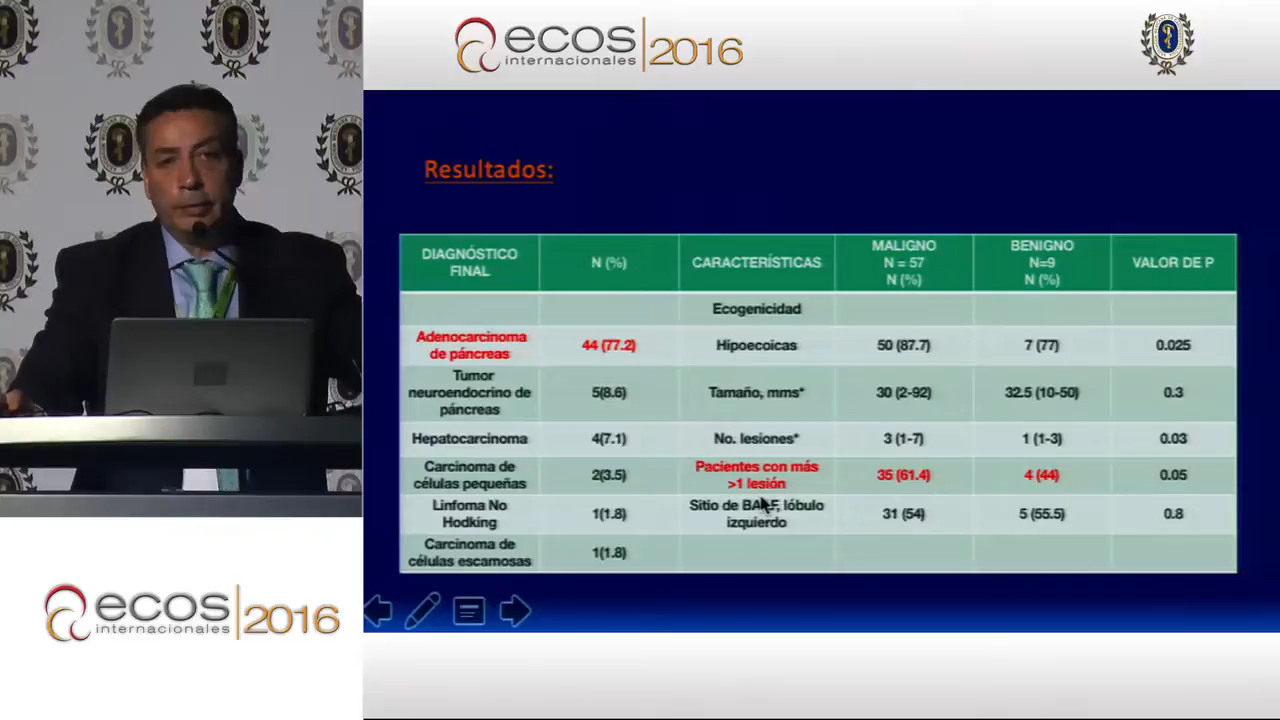 ecos
internacionales
2016
Resultados:
DIAGNÓSTICO
FINAL
N (%)
CARACTERÍSTICAS
MALIGNO
N = 57
N (%)
BENIGNO
N=9
N (%)
VALOR DE P
Ecogenicidad
Adenocarcinoma
de páncreas
44 (77.2)
Hipoecoicas
50 (87.7)
7 (77)
0.025
Tumor
neuroendocrino de
páncreas
5(8.6)
Tamaño, mms*
30 (2-92)
32.5 (10-50)
0.3
Hepatocarcinoma
4(7.1)
No. lesiones*
3 (1-7)
1 (1-3)
0.03
Carcinoma de
células pequeñas
2(3.5)
Pacientes con más
>1 lesión
35 (61.4)
4 (44)
0.05
Linfoma No
Hodking
1(1.8)
Sitio de BAAF, lóbulo
izquierdo
31 (54)
5 (55.5)
0.8
Carcinoma de
células escamosas
1(1.8)
ecos
internacionales
2016